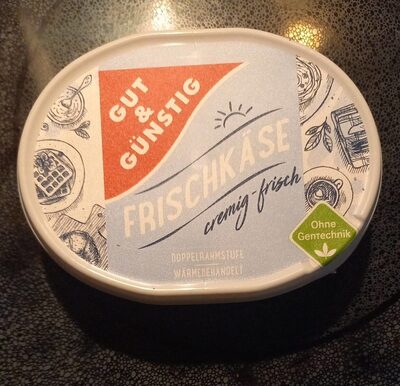 GUT
&
GÜNSTIG
FRISCHKÄSE
cremig-frisch
DOPPELRAHMSTUFE
WÄRMEBEHANDELT
Ohne
Gentechnik